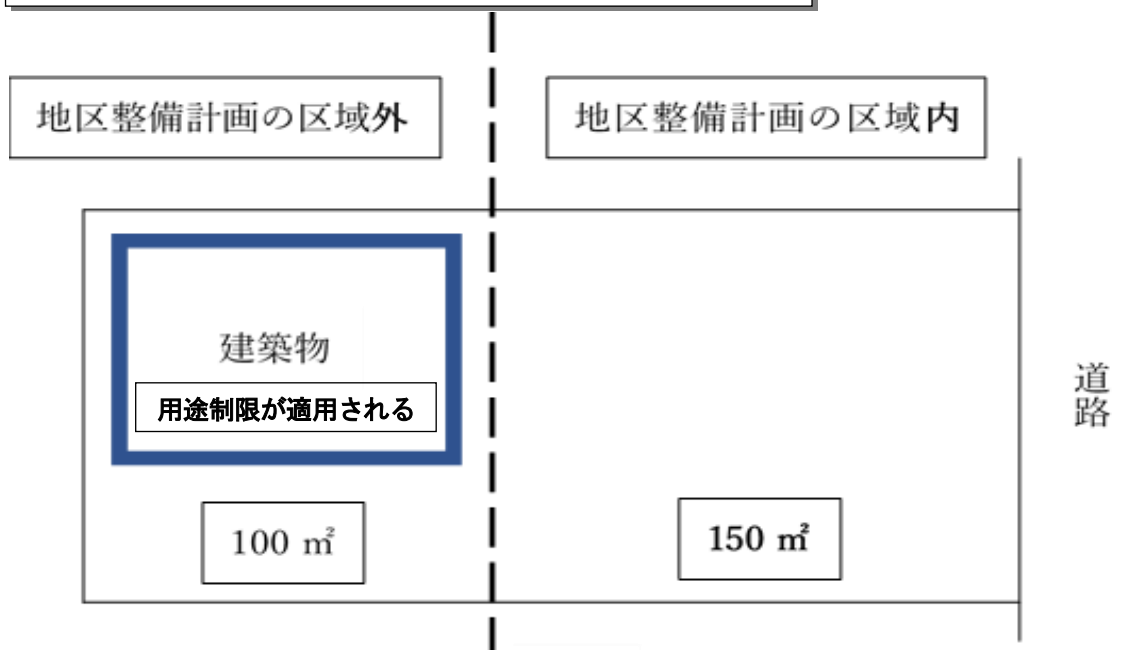 地区整備計画の区域外
地区整備計画の区域内
建築物
用途制限が適用される
道路
100 ㎡
150 ㎡